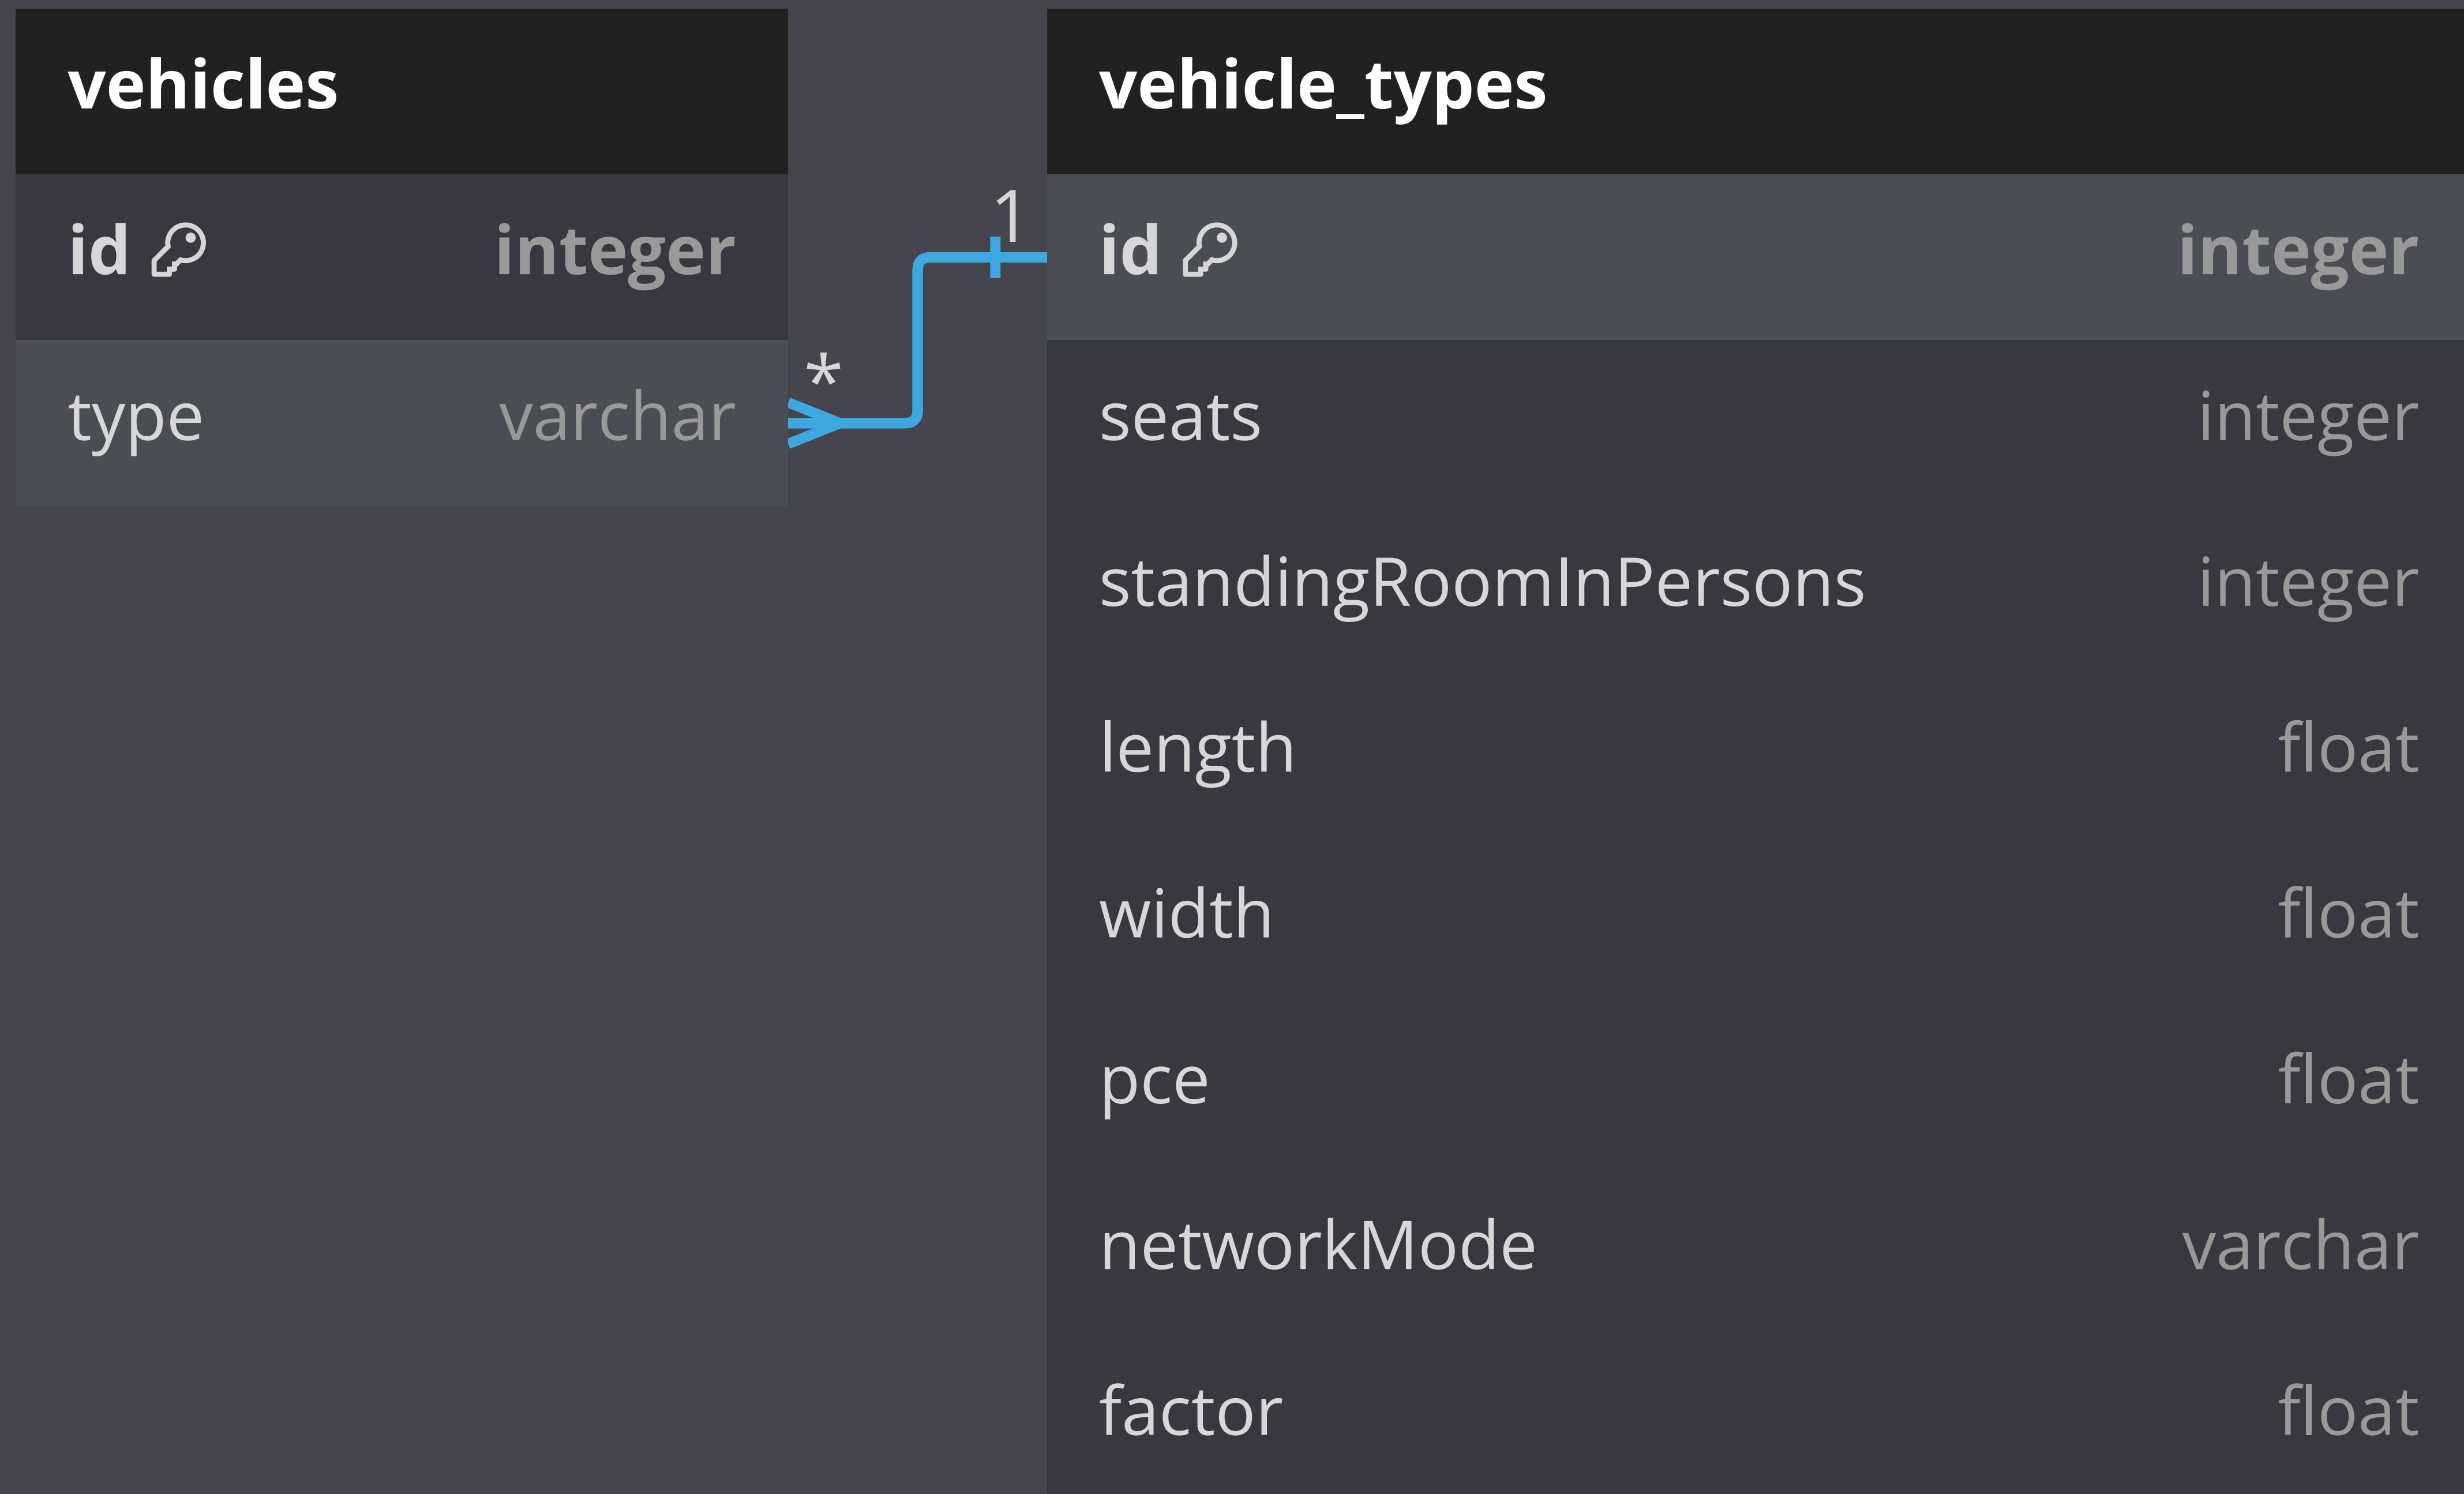 vehicles
id integer
type varchar
*
1
vehicle_types
id integer
seats integer
standingRoomInPersons integer
length float
width float
pce float
networkMode varchar
factor float